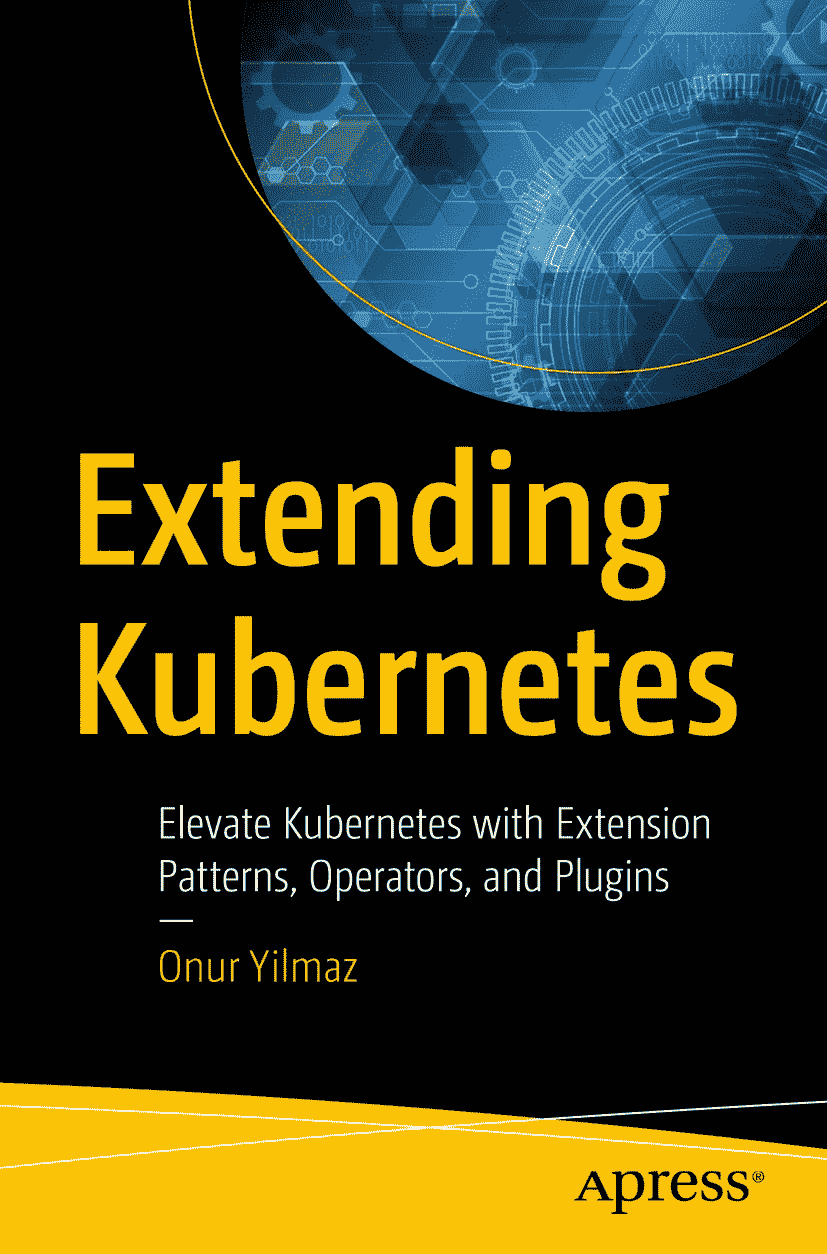 Extending
Kubernetes
Elevate Kubernetes with Extension
Patterns, Operators, and Plugins
—
Onur Yilmaz
Apress®